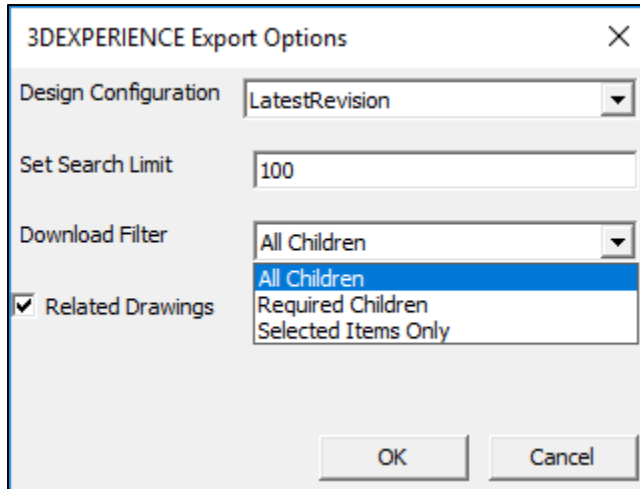 3DEXPERIENCE Export Options
Design Configuration LatestRevision
Set Search Limit 100
Download Filter All Children
All Children
Related Drawings Required Children
Selected Items Only
OK Cancel